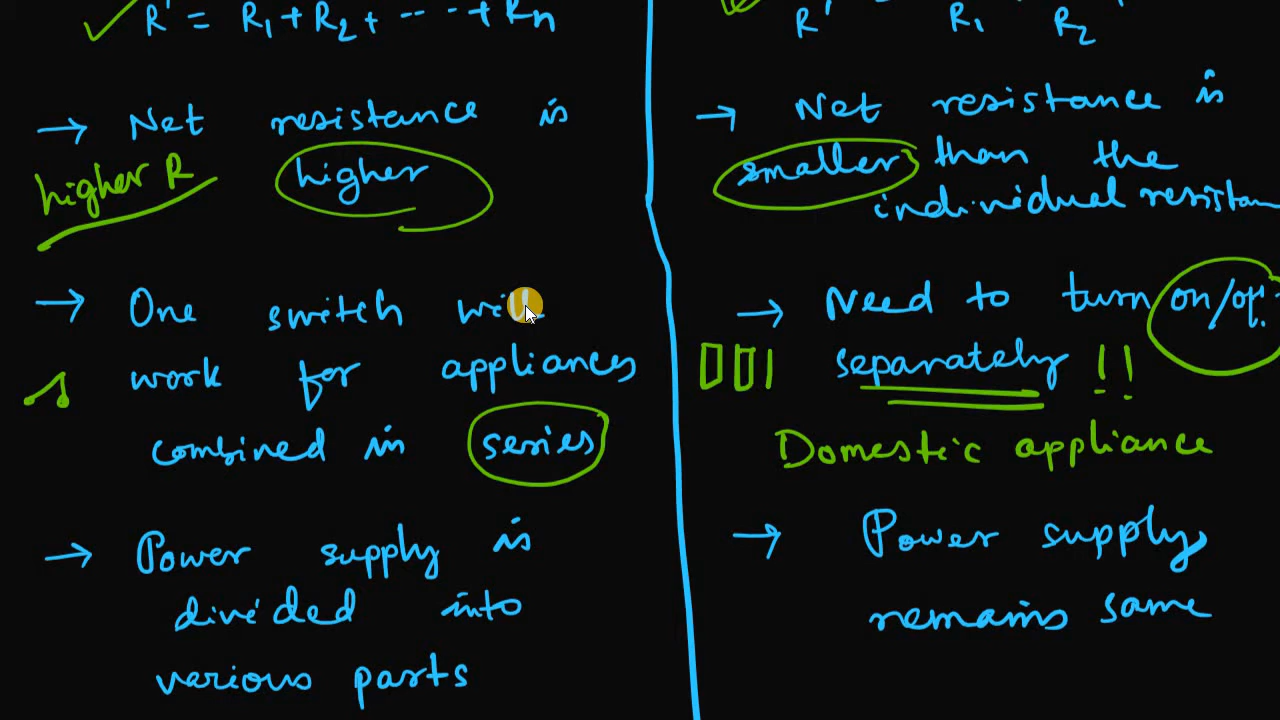 R' = R1 + R2 + ---- + Rn
→ Net resistance is
higher R higher
→ One switch will
work for appliances
combined in series
→ Power supply is
divided into
various parts
R' R1 R2
→ Net resistance is
smaller than the
individual resistan
→ Need to turn on/off
separately !!
Domestic appliance
→ Power supply
remains same